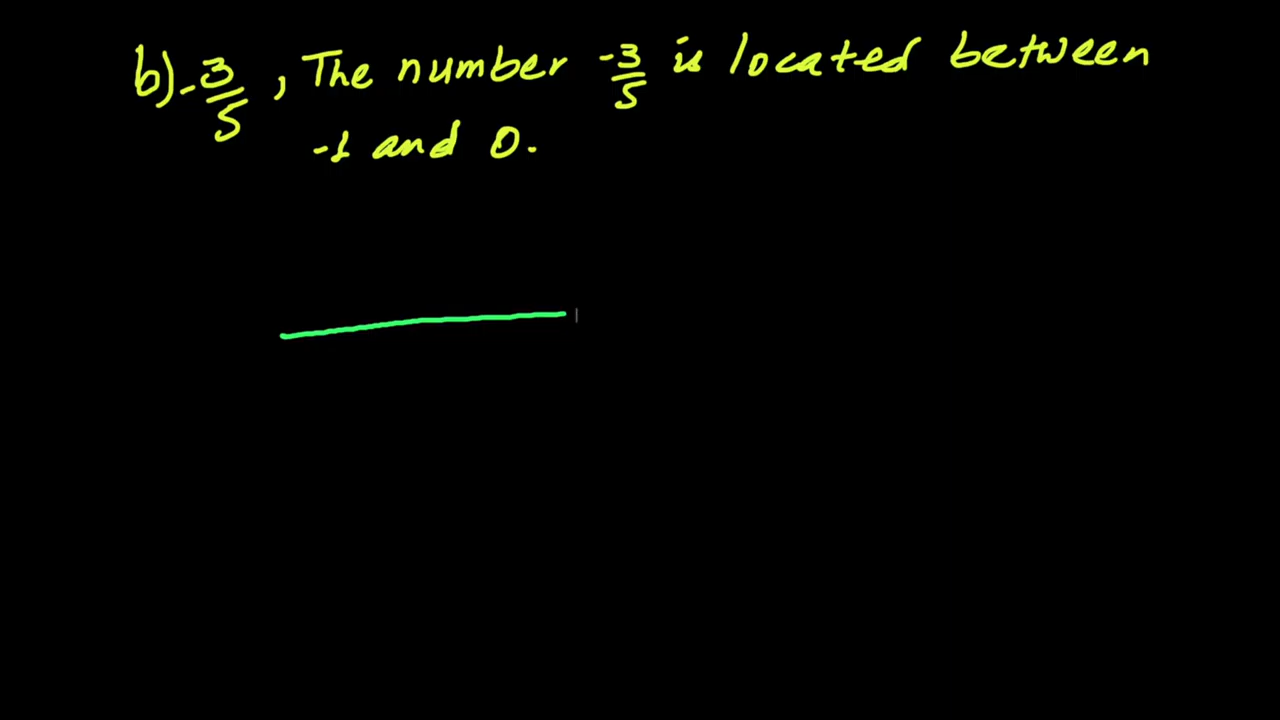 b) -3/5 , The number -3/5 is located between
-1 and 0.